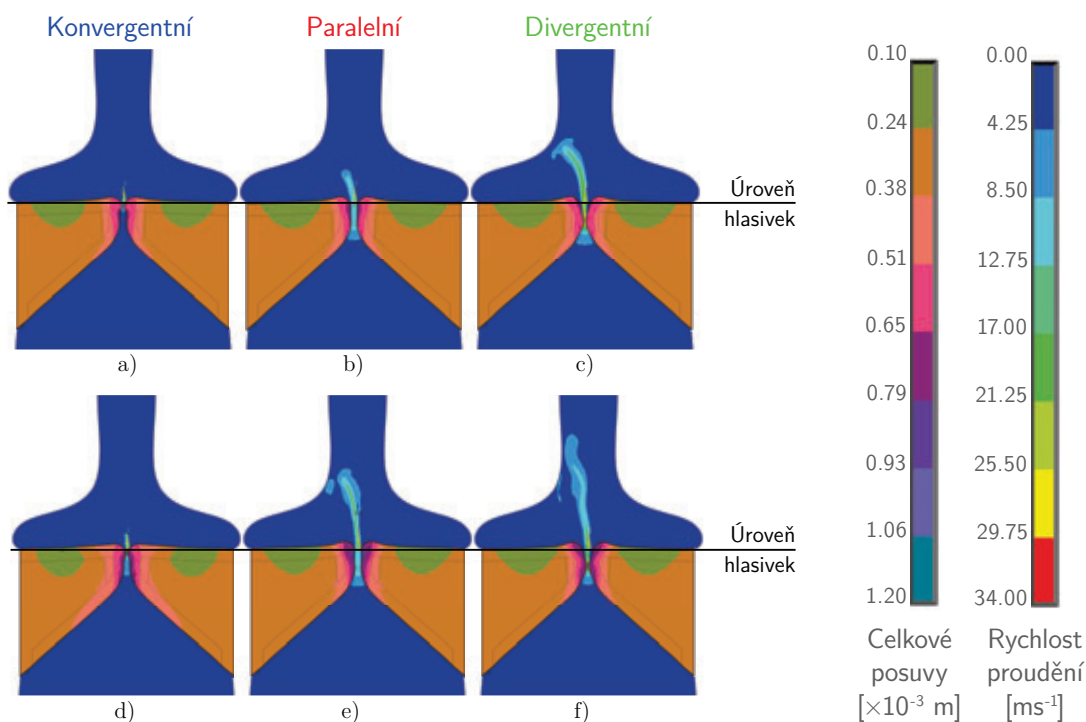 Konvergentní
Paralelní
Divergentní
Úroveň
hlasivek
a)
b)
c)
Úroveň
hlasivek
d)
e)
f)
0.10
0.24
0.38
0.51
0.65
0.79
0.93
1.06
1.20
Celkové
posuvy
[×10⁻³ m]
0.00
4.25
8.50
12.75
17.00
21.25
25.50
29.75
34.00
Rychlost
proudění
[ms⁻¹]